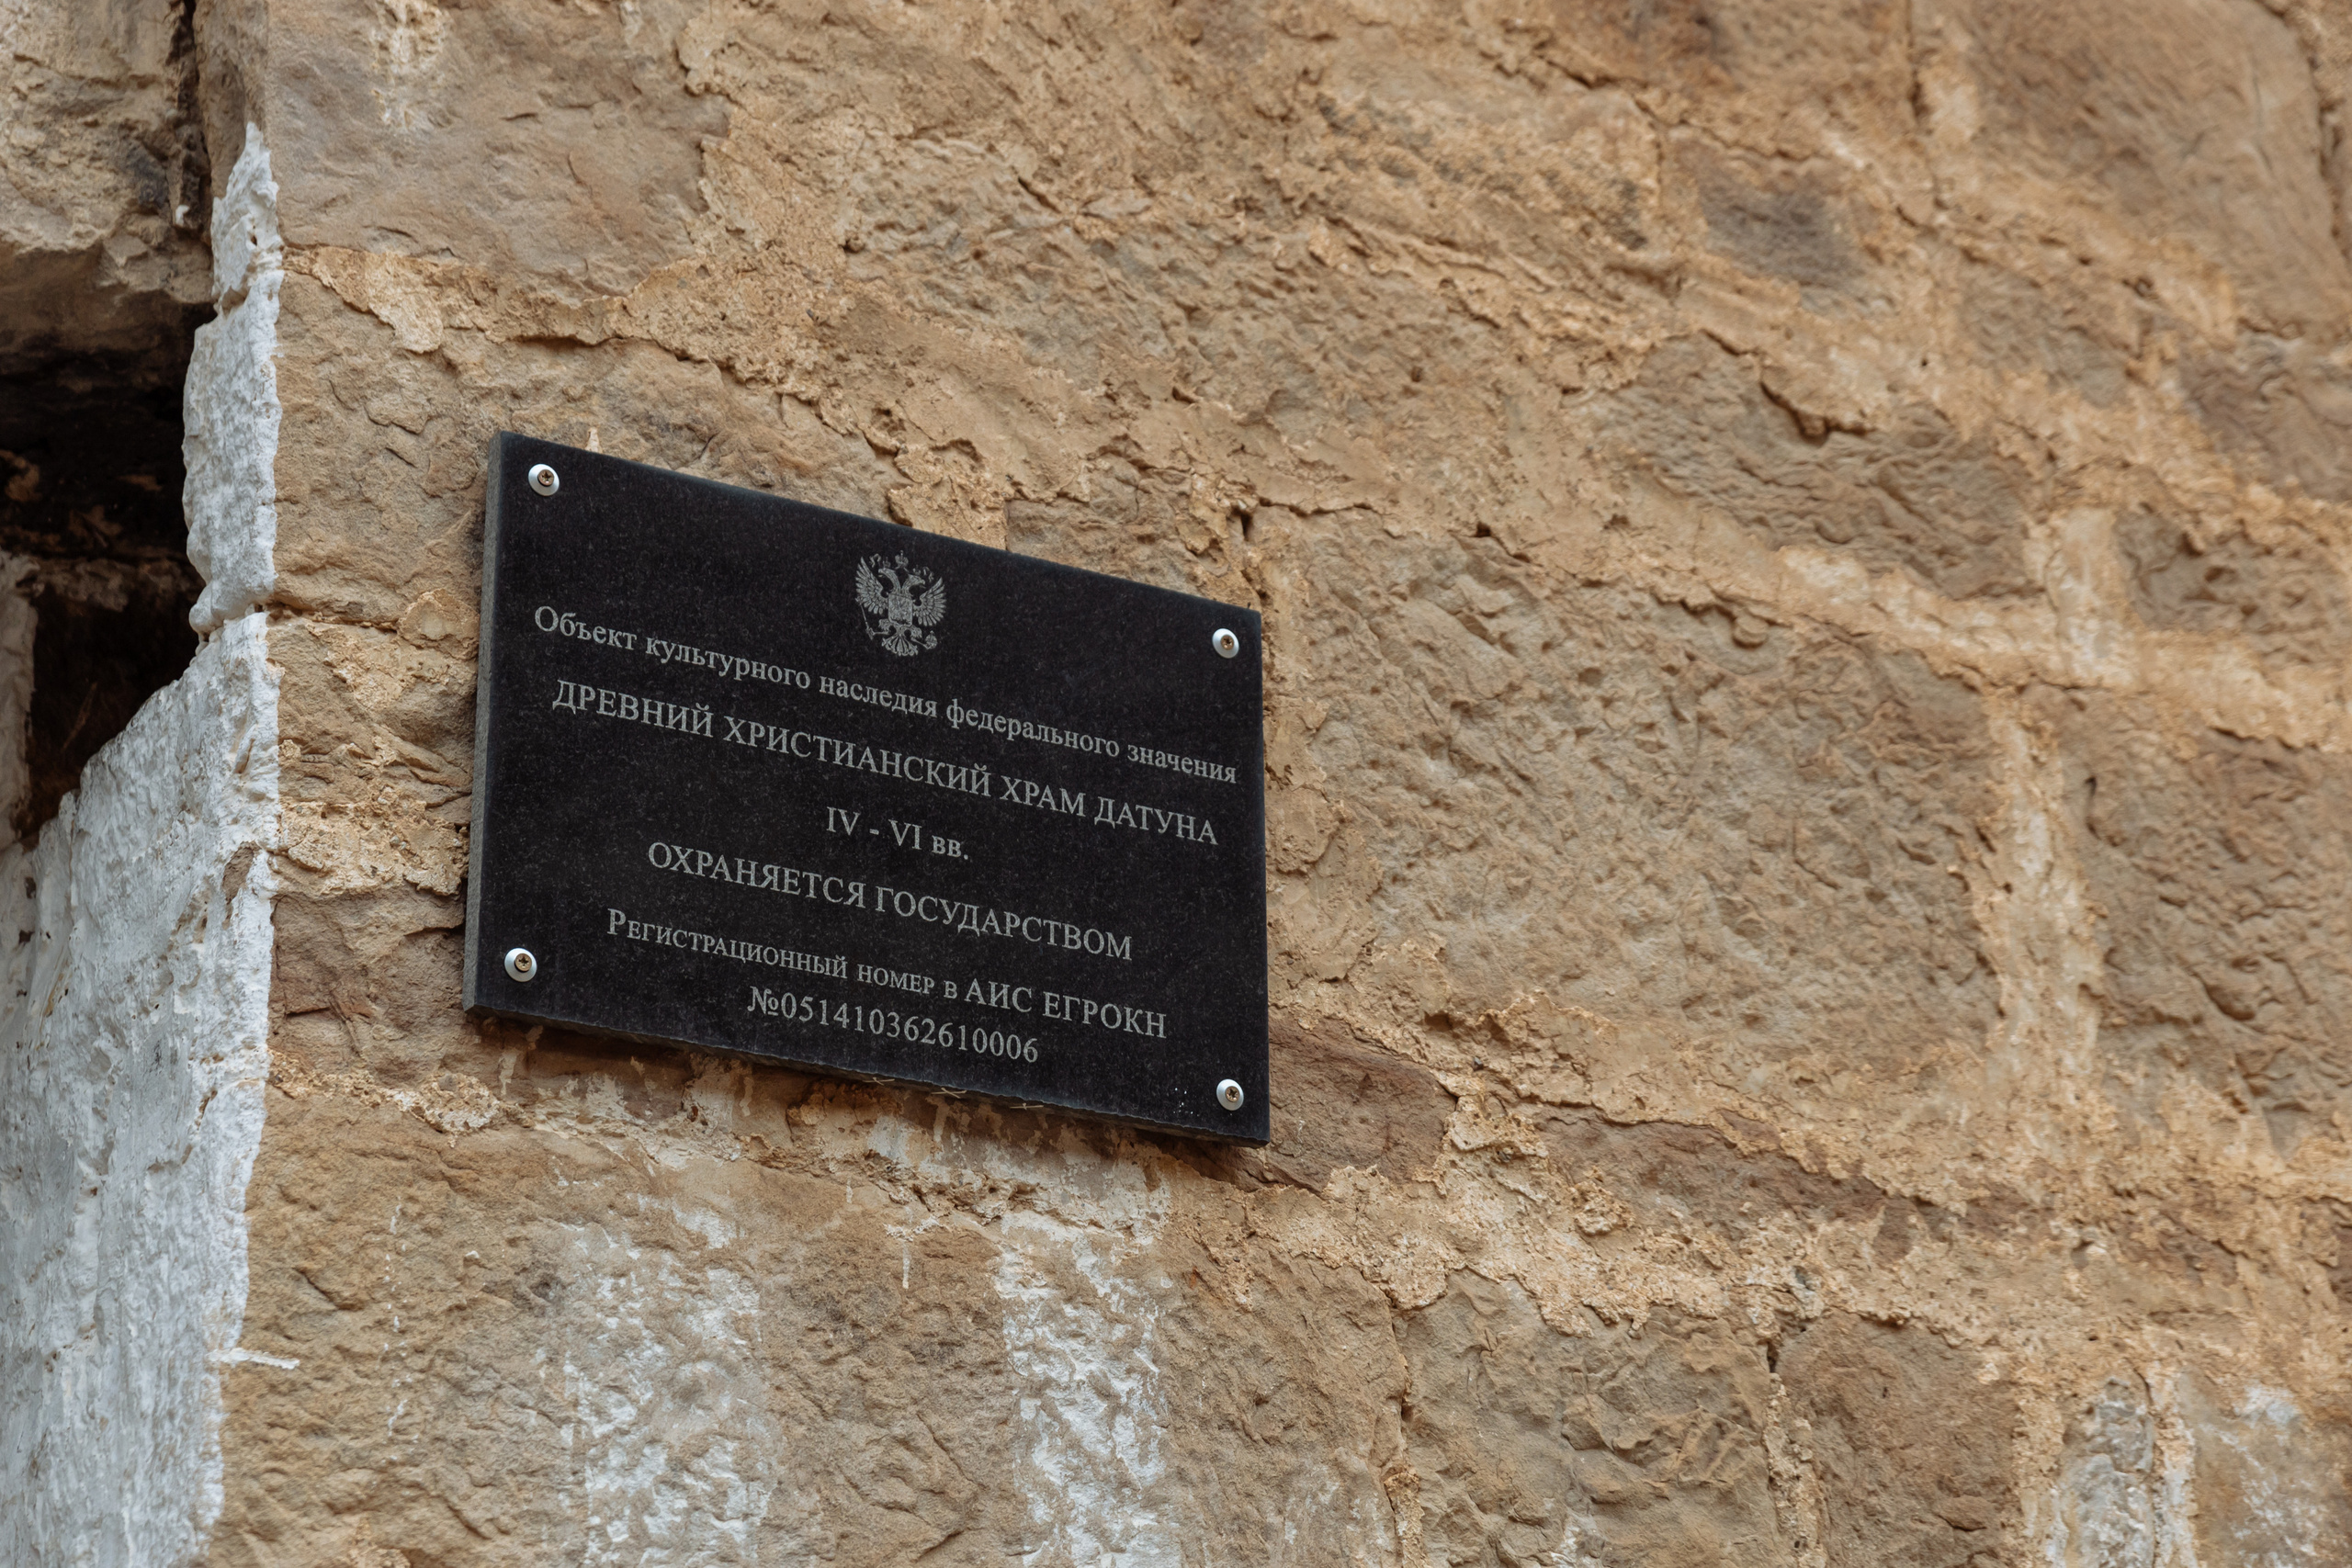 Объект культурного наследия федерального значения
ДРЕВНИЙ ХРИСТИАНСКИЙ ХРАМ ДАТУНА
IV - VI вв.
ОХРАНЯЕТСЯ ГОСУДАРСТВОМ
Регистрационный номер в АИС ЕГРОКН
№051410362610006